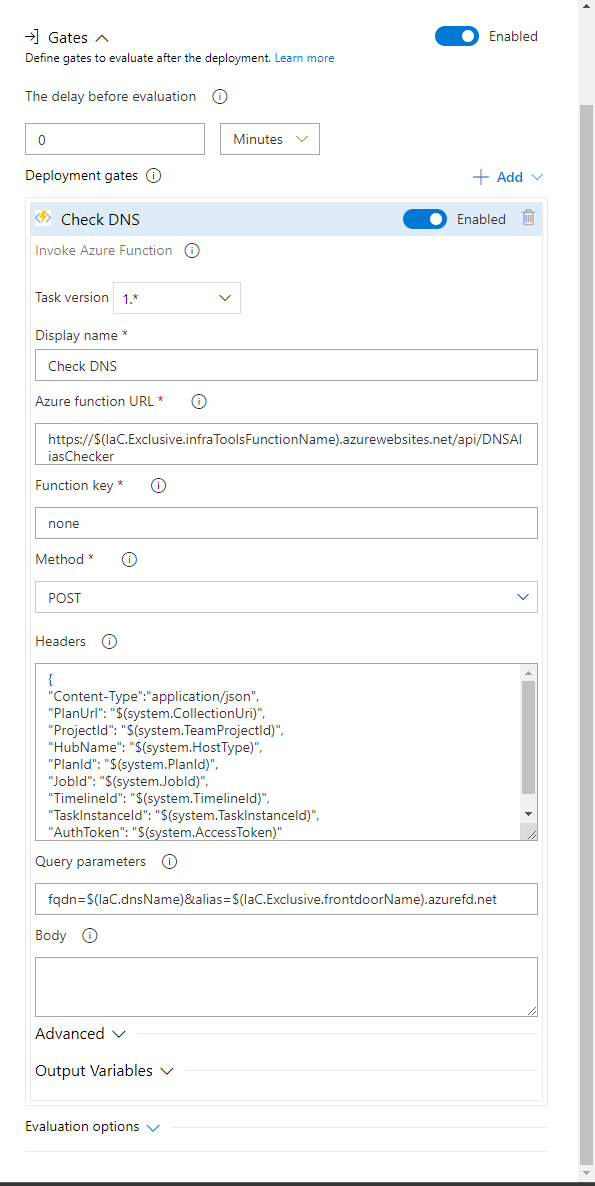 Gates
Enabled
Define gates to evaluate after the deployment. Learn more
The delay before evaluation
0
Minutes
Deployment gates
Add
Check DNS
Enabled
Invoke Azure Function
Task version
1.*
Display name *
Check DNS
Azure function URL *
https://$(IaC.Exclusive.infraToolsFunctionName).azurewebsites.net/api/DNSAl
iasChecker
Function key *
none
Method *
POST
Headers
{
"Content-Type":"application/json",
"PlanUrl": "$(system.CollectionUri)",
"ProjectId": "$(system.TeamProjectId)",
"HubName": "$(system.HostType)",
"PlanId": "$(system.PlanId)",
"JobId": "$(system.JobId)",
"TimelineId": "$(system.TimelineId)",
"TaskInstanceId": "$(system.TaskInstanceId)",
"AuthToken": "$(system.AccessToken)"
Query parameters
fqdn=$(IaC.dnsName)&alias=$(IaC.Exclusive.frontdoorName).azurefd.net
Body
Advanced
Output Variables
Evaluation options